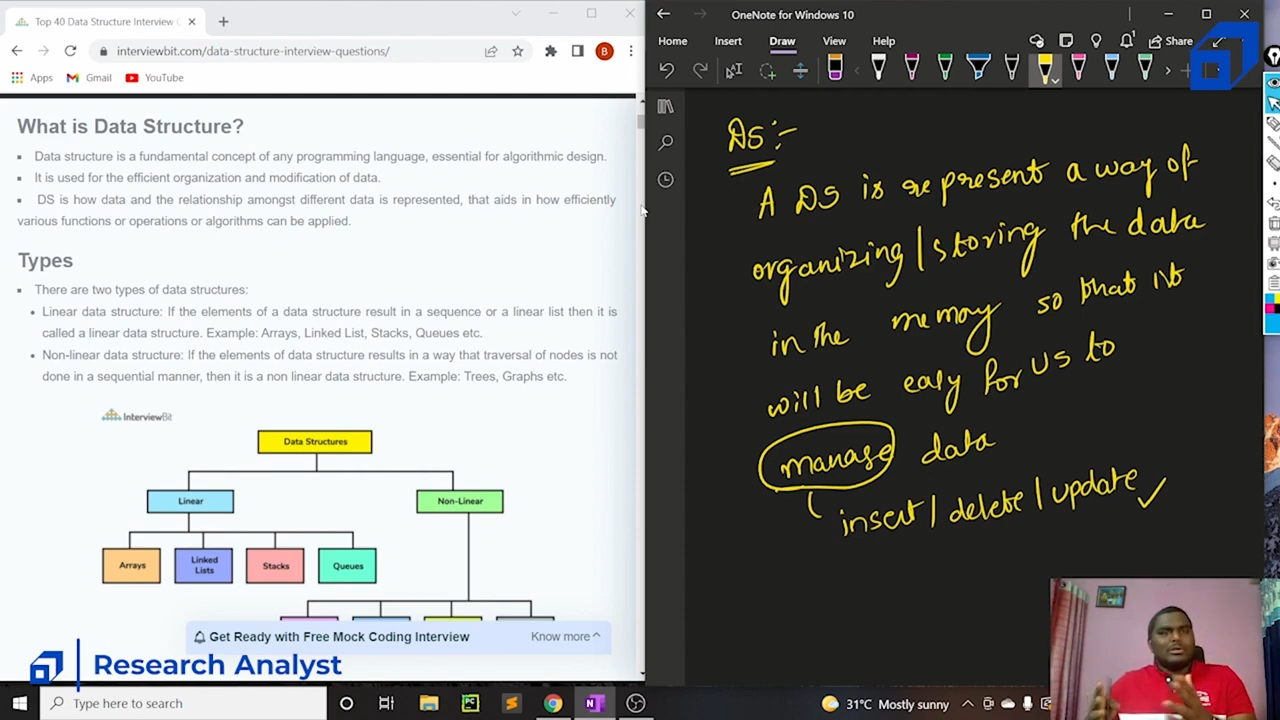 Top 40 Data Structure Interview
interviewbit.com/data-structure-interview-questions/
B
Apps
Gmail
YouTube
What is Data Structure?
Data structure is a fundamental concept of any programming language, essential for algorithmic design.
It is used for the efficient organization and modification of data.
DS is how data and the relationship amongst different data is represented, that aids in how efficiently
various functions or operations or algorithms can be applied.
Types
There are two types of data structures:
Linear data structure: If the elements of a data structure result in a sequence or a linear list then it is
called a linear data structure. Example: Arrays, Linked List, Stacks, Queues etc.
Non-linear data structure: If the elements of data structure results in a way that traversal of nodes is not
done in a sequential manner, then it is a non linear data structure. Example: Trees, Graphs etc.
InterviewBit
Data Structures
Linear
Non-Linear
Arrays
Linked
Lists
Stacks
Queues
Get Ready with Free Mock Coding Interview
Know more
Research Analyst
Type here to search
OneNote for Windows 10
Home
Insert
Draw
View
Help
Share
DS :-
A DS is represent a way of
organizing/storing the data
in the memory so that it
will be easy for us to
manage data
insert/delete/update ✓
31°C Mostly sunny